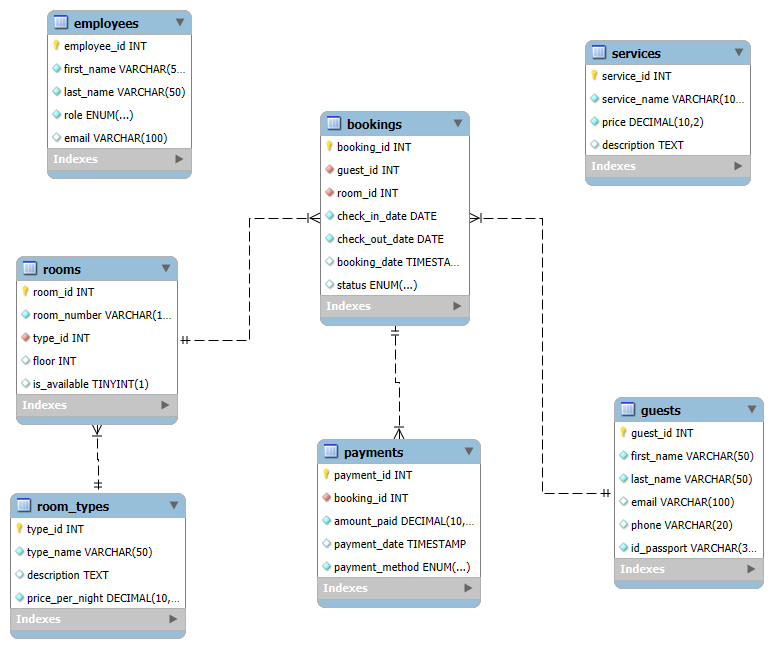 employees
employee_id INT
first_name VARCHAR(5...
last_name VARCHAR(50)
role ENUM(...)
email VARCHAR(100)
Indexes
services
service_id INT
service_name VARCHAR(10...
price DECIMAL(10,2)
description TEXT
Indexes
bookings
booking_id INT
guest_id INT
room_id INT
check_in_date DATE
check_out_date DATE
booking_date TIMESTA...
status ENUM(...)
Indexes
rooms
room_id INT
room_number VARCHAR(1...
type_id INT
floor INT
is_available TINYINT(1)
Indexes
guests
guest_id INT
first_name VARCHAR(50)
last_name VARCHAR(50)
email VARCHAR(100)
phone VARCHAR(20)
id_passport VARCHAR(3...
Indexes
payments
payment_id INT
booking_id INT
amount_paid DECIMAL(10,...
payment_date TIMESTAMP
payment_method ENUM(...)
Indexes
room_types
type_id INT
type_name VARCHAR(50)
description TEXT
price_per_night DECIMAL(10,...
Indexes